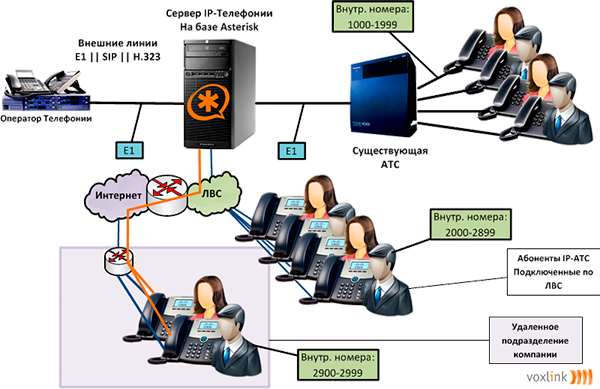 Сервер IP-Телефонии
На базе Asterisk
Внутр. номера:
1000-1999
Внешние линии
E1 || SIP || H.323
Оператор Телефонии
E1
E1
Существующая
АТС
Интернет
ЛВС
Внутр. номера:
2000-2899
Абоненты IP-АТС
Подключенные по
ЛВС
Удаленное
подразделение
компании
Внутр. номера:
2900-2999
voxlink